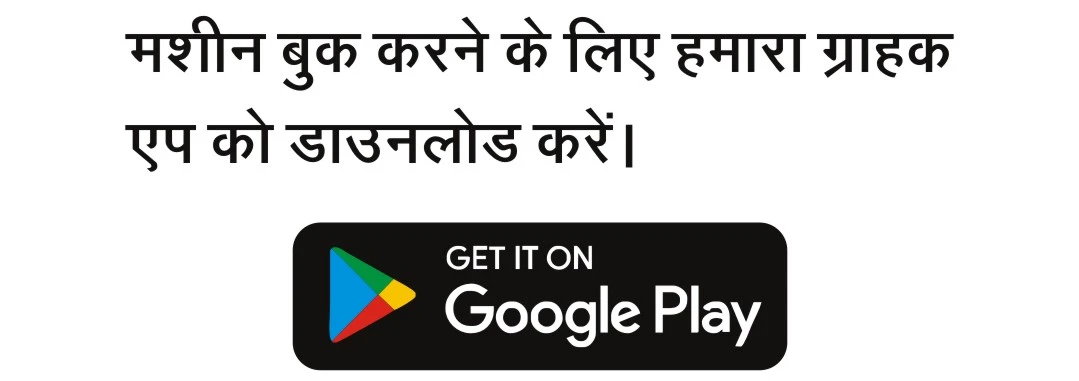 मशीन बुक करने के लिए हमारा ग्राहक
एप को डाउनलोड करें।
GET IT ON
Google Play